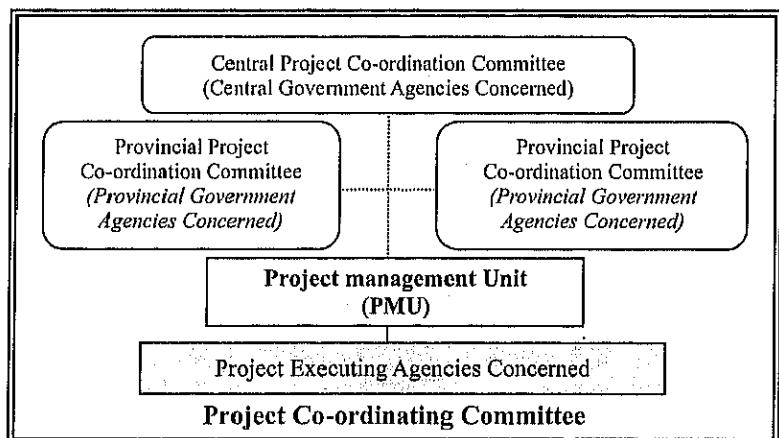 Central Project Co-ordination Committee
(Central Government Agencies Concerned)
Provincial Project
Co-ordination Committee
(Provincial Government
Agencies Concerned)
Provincial Project
Co-ordination Committee
(Provincial Government
Agencies Concerned)
Project management Unit
(PMU)
Project Executing Agencies Concerned
Project Co-ordinating Committee